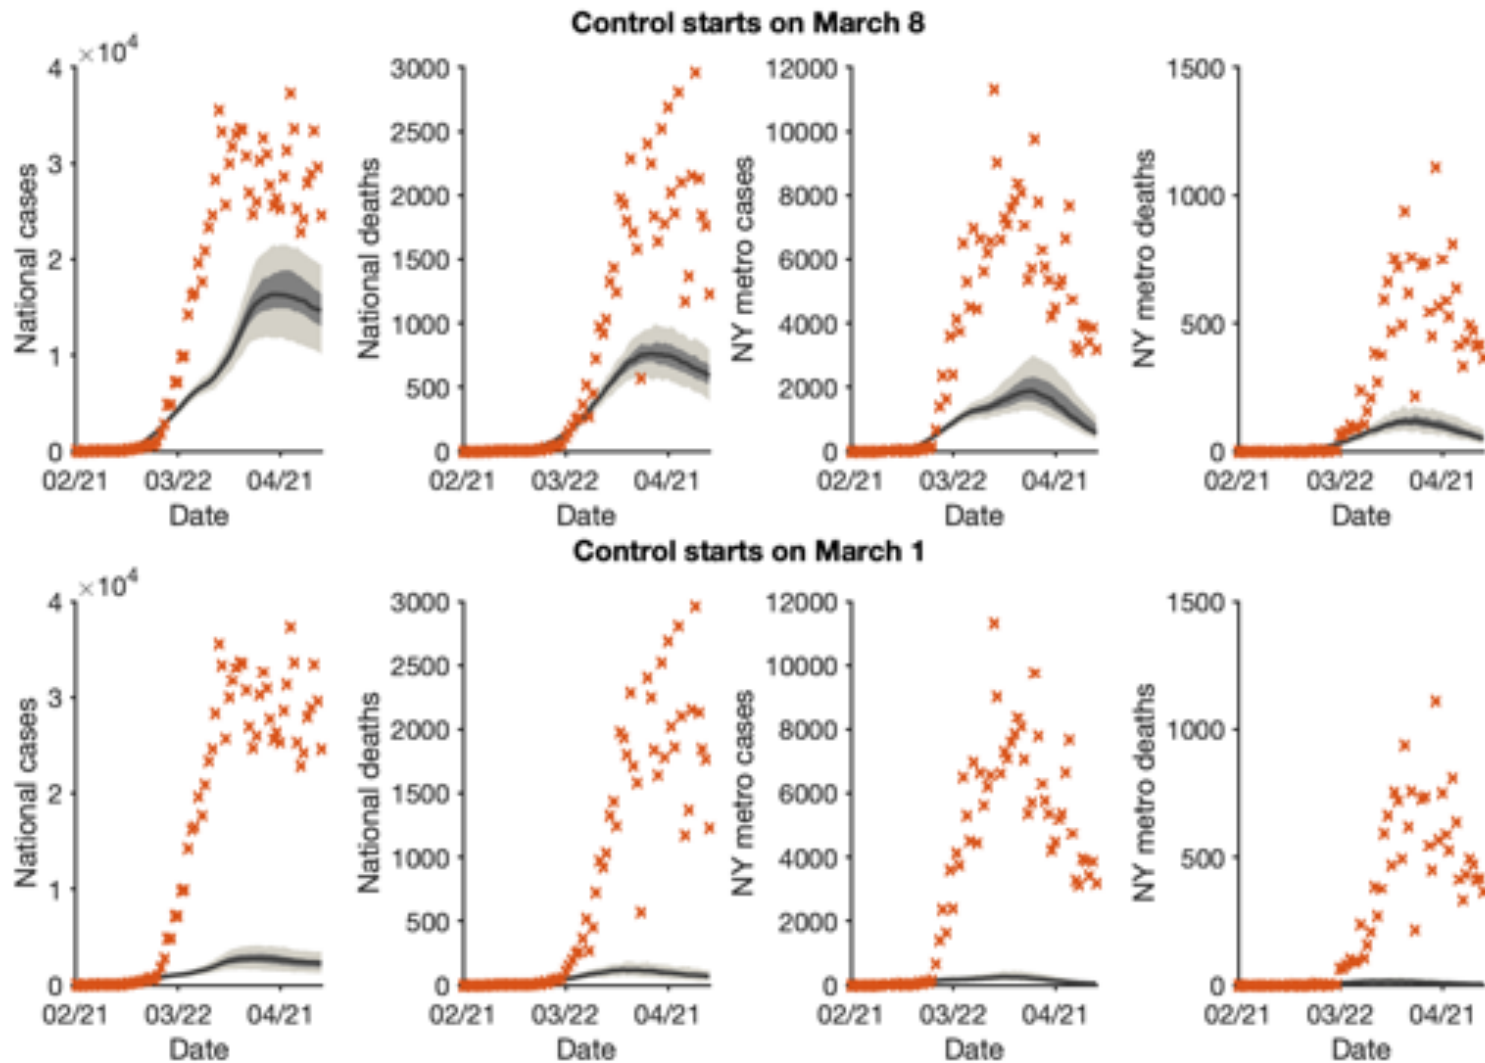 Control starts on March 8
×10⁴
4
3
2
1
0
National cases
02/21 03/22 04/21
Date
3000
2500
2000
1500
1000
500
0
National deaths
02/21 03/22 04/21
Date
12000
10000
8000
6000
4000
2000
0
NY metro cases
02/21 03/22 04/21
Date
1500
1000
500
0
NY metro deaths
02/21 03/22 04/21
Date
Control starts on March 1
×10⁴
4
3
2
1
0
National cases
02/21 03/22 04/21
Date
3000
2500
2000
1500
1000
500
0
National deaths
02/21 03/22 04/21
Date
12000
10000
8000
6000
4000
2000
0
NY metro cases
02/21 03/22 04/21
Date
1500
1000
500
0
NY metro deaths
02/21 03/22 04/21
Date